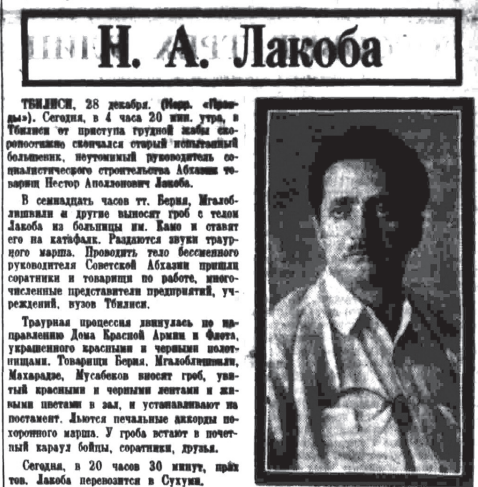 Н. А. Лакоба
ТБИЛИСИ, 28 декабря. (Корр. «Прав-
ды»). Сегодня, в 4 часа 20 мин. утра, в
Тбилиси от приступа грудной жабы ско-
ропостижно скончался старый испытанный
большевик, неутомимый руководитель со-
циалистического строительства Абхазии то-
варищ Нестор Аполлонович Лакоба.
В семнадцать часов тт. Берия, Мгалоб-
лишвили и другие выносят гроб с телом
Лакоба из больницы им. Камо и ставят
его на катафалк. Раздаются звуки траур-
ного марша. Проводить тело бессменного
руководителя Советской Абхазии пришли
соратники и товарищи по работе, много-
численные представители предприятий, уч-
реждений, вузов Тбилиси.
Траурная процессия двинулась по на-
правлению Дома Красной Армии и Флота,
украшенного красными и черными полот-
нищами. Товарищи Берия, Мгалоблишвили,
Махарадзе, Мусабеков вносят гроб, уви-
тый красными и черными лентами и жи-
выми цветами в зал, и устанавливают на
постамент. Льются печальные аккорды по-
хоронного марша. У гроба встают в почет-
ный караул бойцы, соратники, друзья.
Сегодня, в 20 часов 30 минут, прах
тов. Лакоба перевозится в Сухуми.